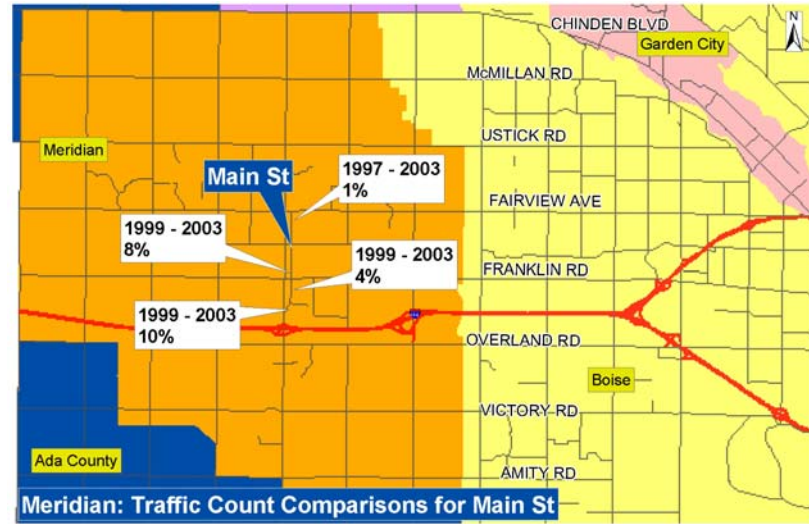 CHINDEN BLVD
N
Garden City
McMILLAN RD
USTICK RD
Meridian
Main St
1997 - 2003
1%
FAIRVIEW AVE
1999 - 2003
8%
1999 - 2003
4%
FRANKLIN RD
1999 - 2003
10%
OVERLAND RD
Boise
VICTORY RD
Ada County
AMITY RD
Meridian: Traffic Count Comparisons for Main St